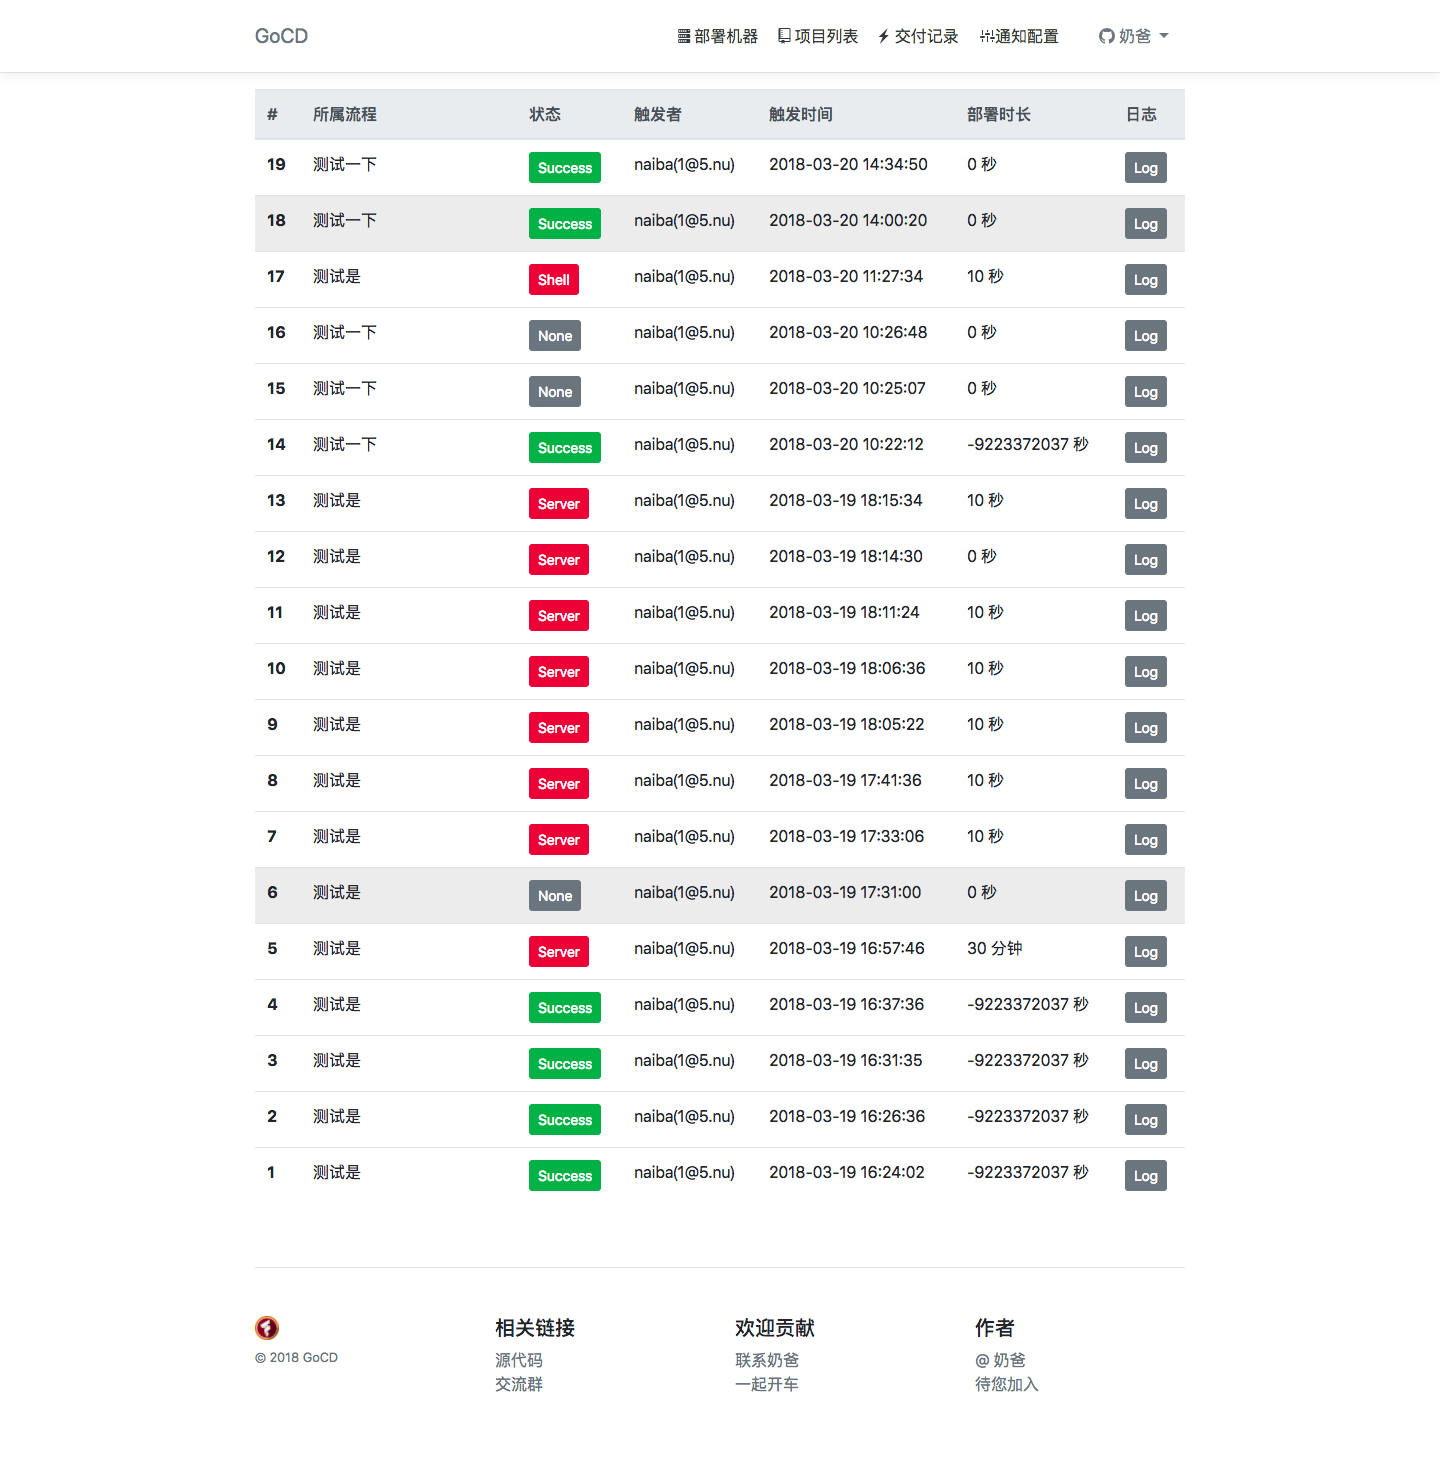 GoCD 部署机器 项目列表 交付记录 通知配置 奶爸
# 所属流程 状态 触发者 触发时间 部署时长 日志
19 测试一下 Success naiba(1@5.nu) 2018-03-20 14:34:50 0 秒 Log
18 测试一下 Success naiba(1@5.nu) 2018-03-20 14:00:20 0 秒 Log
17 测试是 Shell naiba(1@5.nu) 2018-03-20 11:27:34 10 秒 Log
16 测试一下 None naiba(1@5.nu) 2018-03-20 10:26:48 0 秒 Log
15 测试一下 None naiba(1@5.nu) 2018-03-20 10:25:07 0 秒 Log
14 测试一下 Success naiba(1@5.nu) 2018-03-20 10:22:12 -9223372037 秒 Log
13 测试是 Server naiba(1@5.nu) 2018-03-19 18:15:34 10 秒 Log
12 测试是 Server naiba(1@5.nu) 2018-03-19 18:14:30 0 秒 Log
11 测试是 Server naiba(1@5.nu) 2018-03-19 18:11:24 10 秒 Log
10 测试是 Server naiba(1@5.nu) 2018-03-19 18:06:36 10 秒 Log
9 测试是 Server naiba(1@5.nu) 2018-03-19 18:05:22 10 秒 Log
8 测试是 Server naiba(1@5.nu) 2018-03-19 17:41:36 10 秒 Log
7 测试是 Server naiba(1@5.nu) 2018-03-19 17:33:06 10 秒 Log
6 测试是 None naiba(1@5.nu) 2018-03-19 17:31:00 0 秒 Log
5 测试是 Server naiba(1@5.nu) 2018-03-19 16:57:46 30 分钟 Log
4 测试是 Success naiba(1@5.nu) 2018-03-19 16:37:36 -9223372037 秒 Log
3 测试是 Success naiba(1@5.nu) 2018-03-19 16:31:35 -9223372037 秒 Log
2 测试是 Success naiba(1@5.nu) 2018-03-19 16:26:36 -9223372037 秒 Log
1 测试是 Success naiba(1@5.nu) 2018-03-19 16:24:02 -9223372037 秒 Log
© 2018 GoCD
相关链接
源代码
交流群
欢迎贡献
联系奶爸
一起开车
作者
@ 奶爸
待您加入